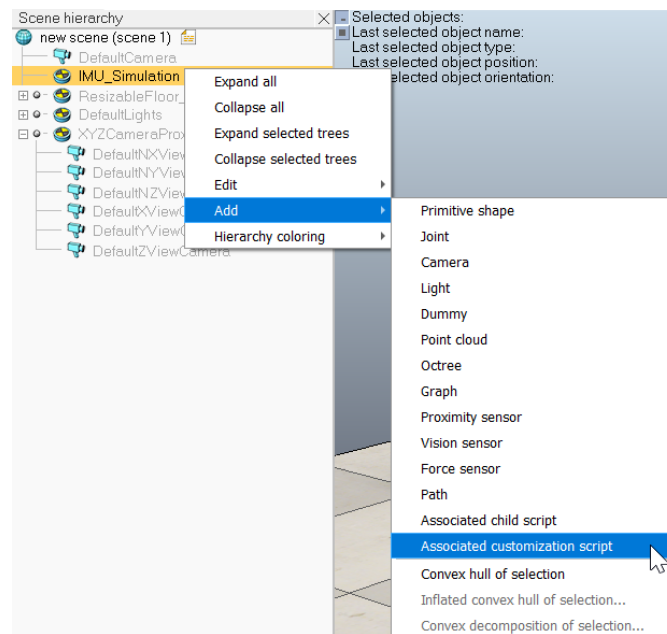 Scene hierarchy
new scene (scene 1)
DefaultCamera
IMU_Simulation
ResizableFloor_
DefaultLights
XYZCameraProx
DefaultNXView
DefaultNYView
DefaultNZView
DefaultXViewC
DefaultYViewC
DefaultZViewCamera
Selected objects:
Last selected object name:
Last selected object type:
Last selected object position:
elected object orientation:
Expand all
Collapse all
Expand selected trees
Collapse selected trees
Edit
Add
Hierarchy coloring
Primitive shape
Joint
Camera
Light
Dummy
Point cloud
Octree
Graph
Proximity sensor
Vision sensor
Force sensor
Path
Associated child script
Associated customization script
Convex hull of selection
Inflated convex hull of selection...
Convex decomposition of selection...